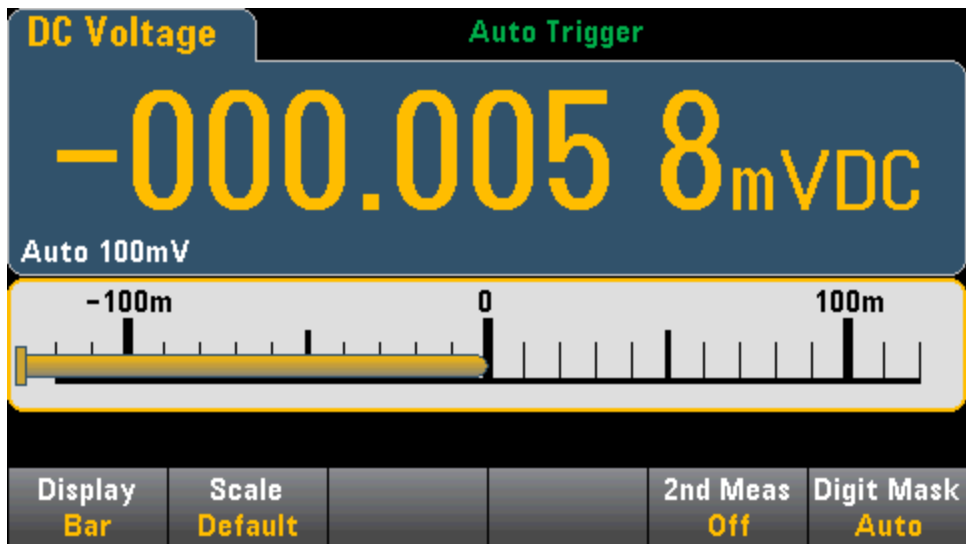 DC Voltage Auto Trigger
-000.005 8mVDC
Auto 100mV
-100m 0 100m
Display Scale 2nd Meas Digit Mask
Bar Default Off Auto